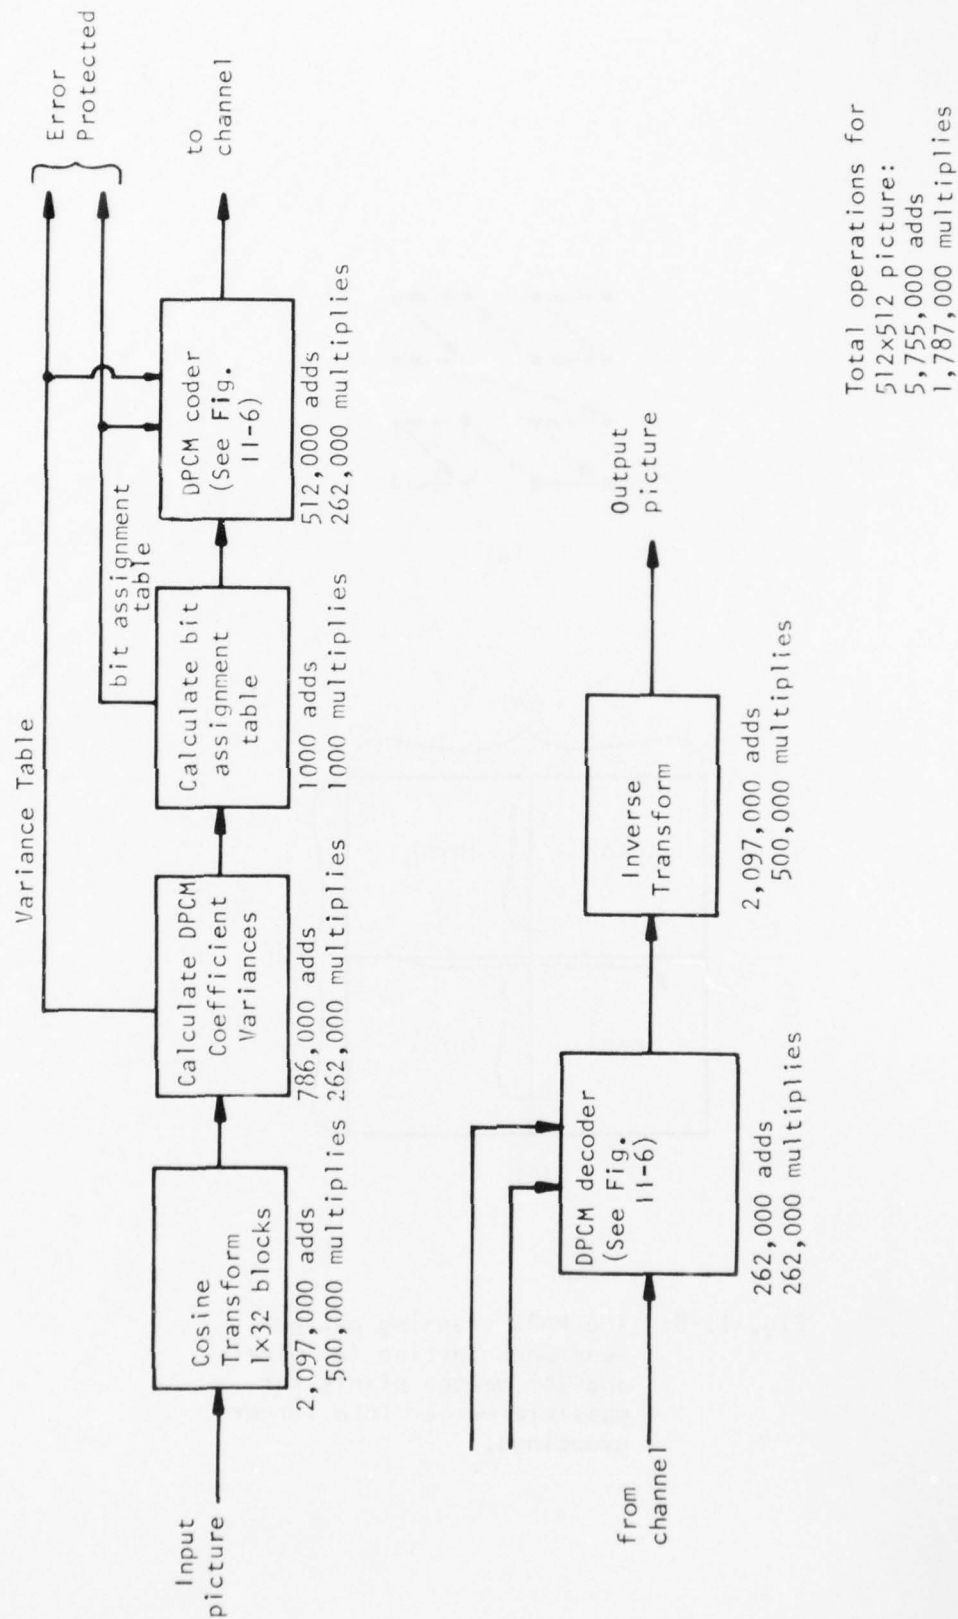 Variance Table
bit assignment
table
Error
Protected
Input
picture
Cosine
Transform
1x32 blocks
2,097,000 adds
500,000 multiplies
Calculate DPCM
Coefficient
Variances
786,000 adds
262,000 multiplies
Calculate bit
assignment
table
1000 adds
1000 multiplies
DPCM coder
(See Fig.
11-6)
512,000 adds
262,000 multiplies
to
channel
from
channel
DPCM decoder
(See Fig.
11-6)
262,000 adds
262,000 multiplies
Inverse
Transform
2,097,000 adds
500,000 multiplies
Output
picture
Total operations for
512x512 picture:
5,755,000 adds
1,787,000 multiplies